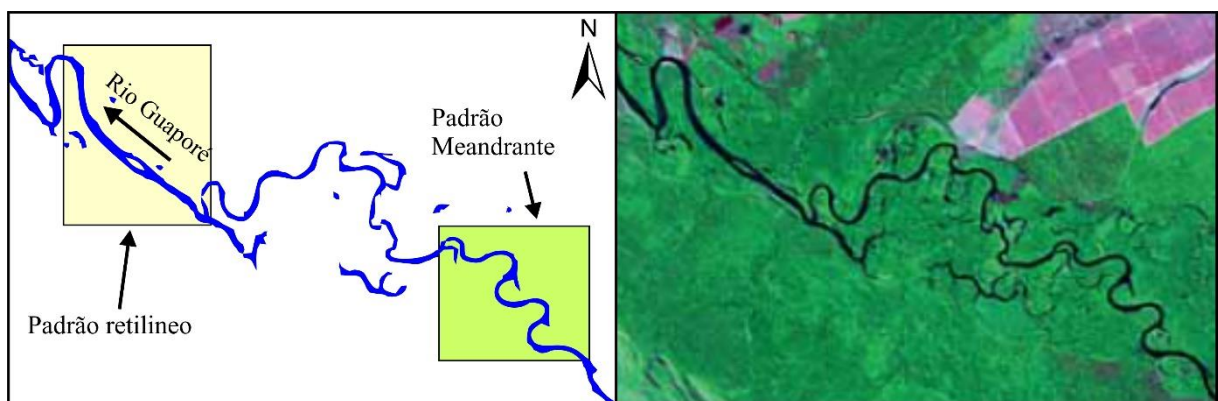 N
Rio Guaporé
Padrão
Meandrante
Padrão retilineo